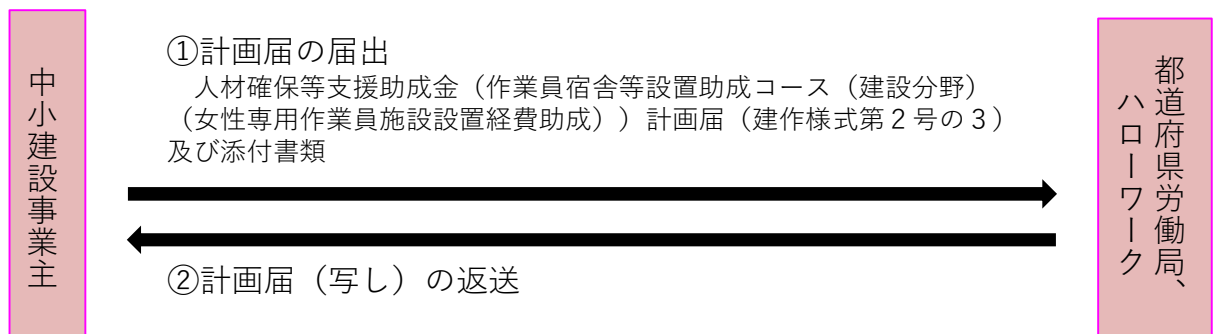 中小建設事業主
①計画届の届出
人材確保等支援助成金（作業員宿舎等設置助成コース（建設分野）
（女性専用作業員施設設置経費助成））計画届（建作様式第２号の３）
及び添付書類
②計画届（写し）の返送
都道府県労働局、
ハローワーク